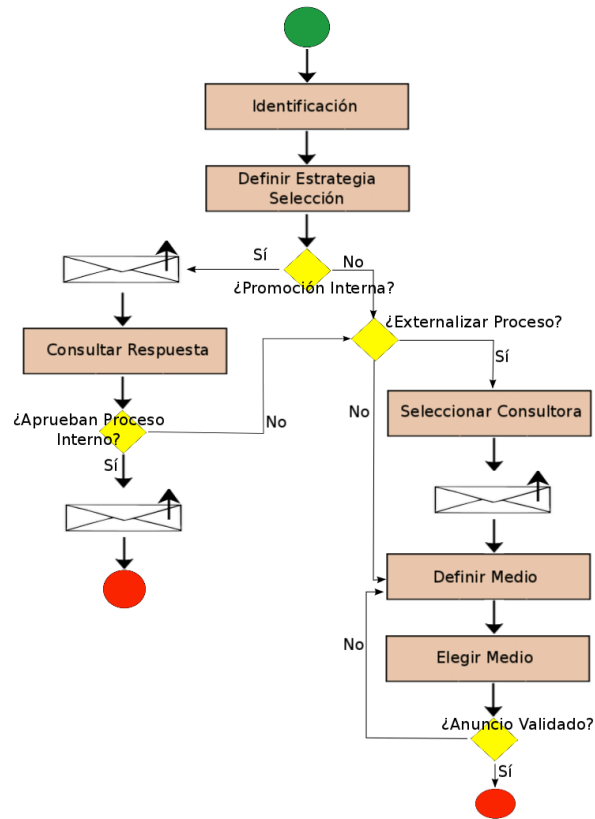 Identificación
Definir Estrategia
Selección
Sí
No
¿Promoción Interna?
¿Externalizar Proceso?
Consultar Respuesta
Sí
Seleccionar Consultora
¿Aprueban Proceso
Interno?
No
No
Sí
Definir Medio
No
Elegir Medio
¿Anuncio Validado?
Sí